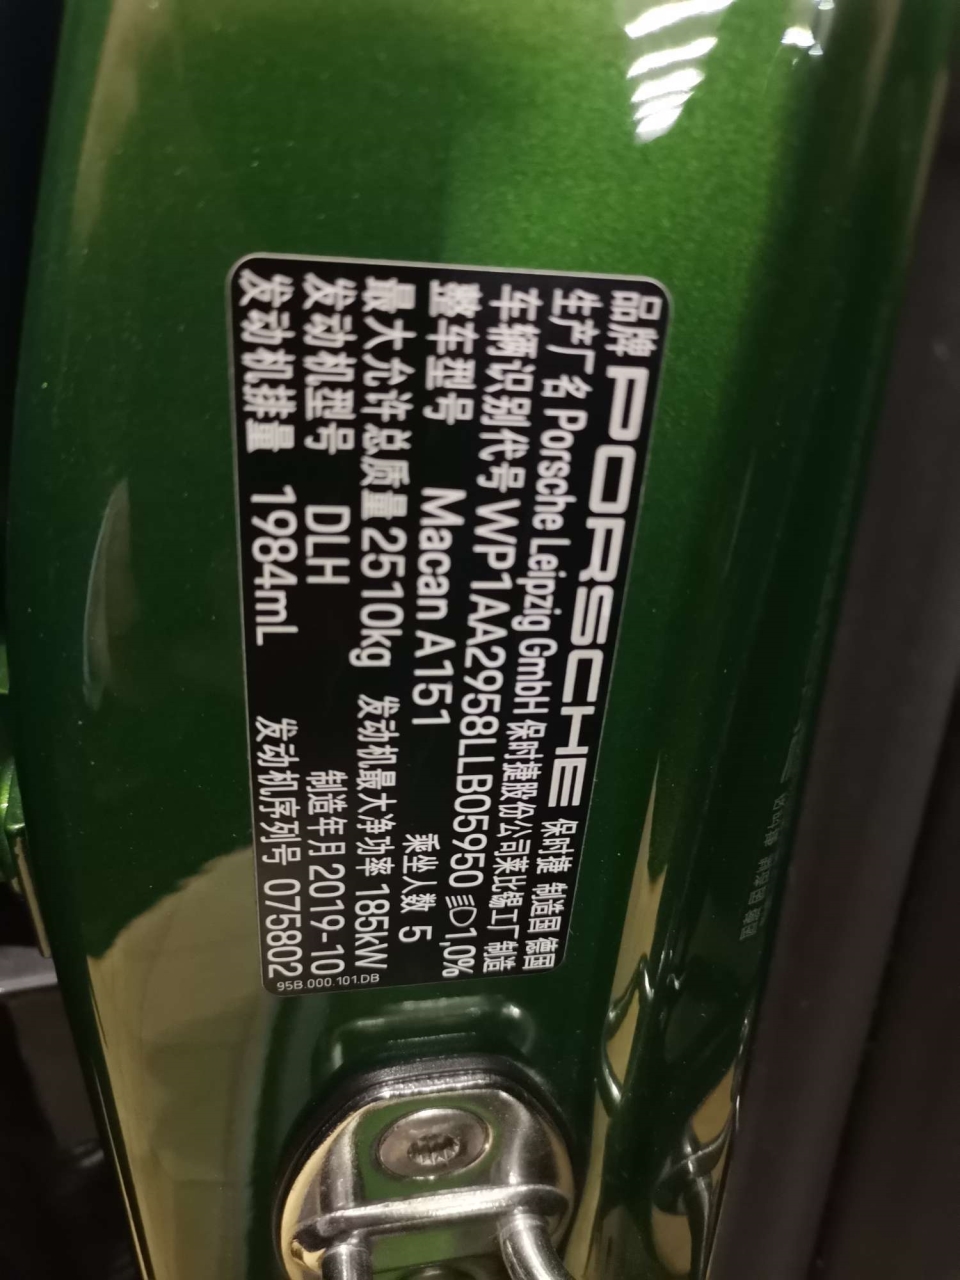 品牌 PORSCHE 保时捷 制造国 德国
生产厂名 Porsche Leipzig GmbH 保时捷股份公司莱比锡工厂 制造
车辆识别代号 WP1AA2958LLB05950 1,0%
整车型号 Macan A151 乘坐人数 5
最大允许总质量 2510kg 发动机最大净功率 185kW
发动机型号 DLH 制造年月 2019-10
发动机排量 1984mL 发动机序列号 075802
95B.000.101.DB